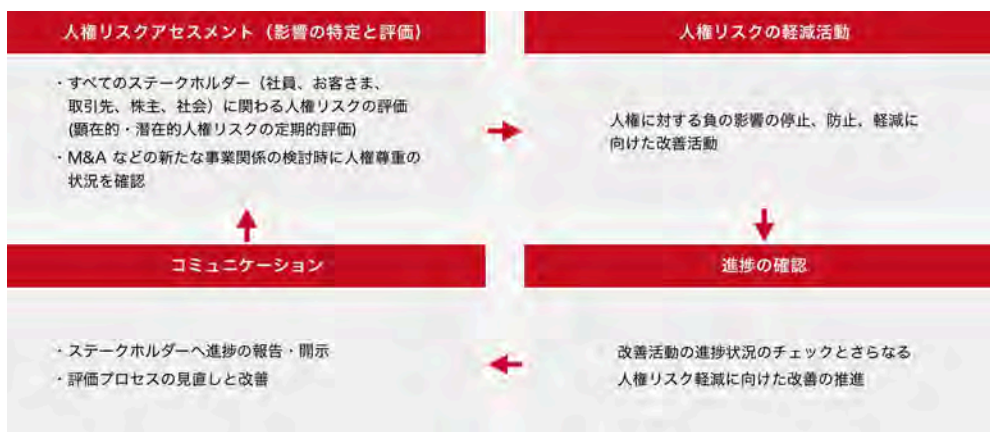 人権リスクアセスメント（影響の特定と評価）
・すべてのステークホルダー（社員、お客さま、
取引先、株主、社会）に関わる人権リスクの評価
(顕在的・潜在的人権リスクの定期的評価)
・M&A などの新たな事業関係の検討時に人権尊重の
状況を確認
人権リスクの軽減活動
人権に対する負の影響の停止、防止、軽減に
向けた改善活動
進捗の確認
改善活動の進捗状況のチェックとさらなる
人権リスク軽減に向けた改善の推進
コミュニケーション
・ステークホルダーへ進捗の報告・開示
・評価プロセスの見直しと改善